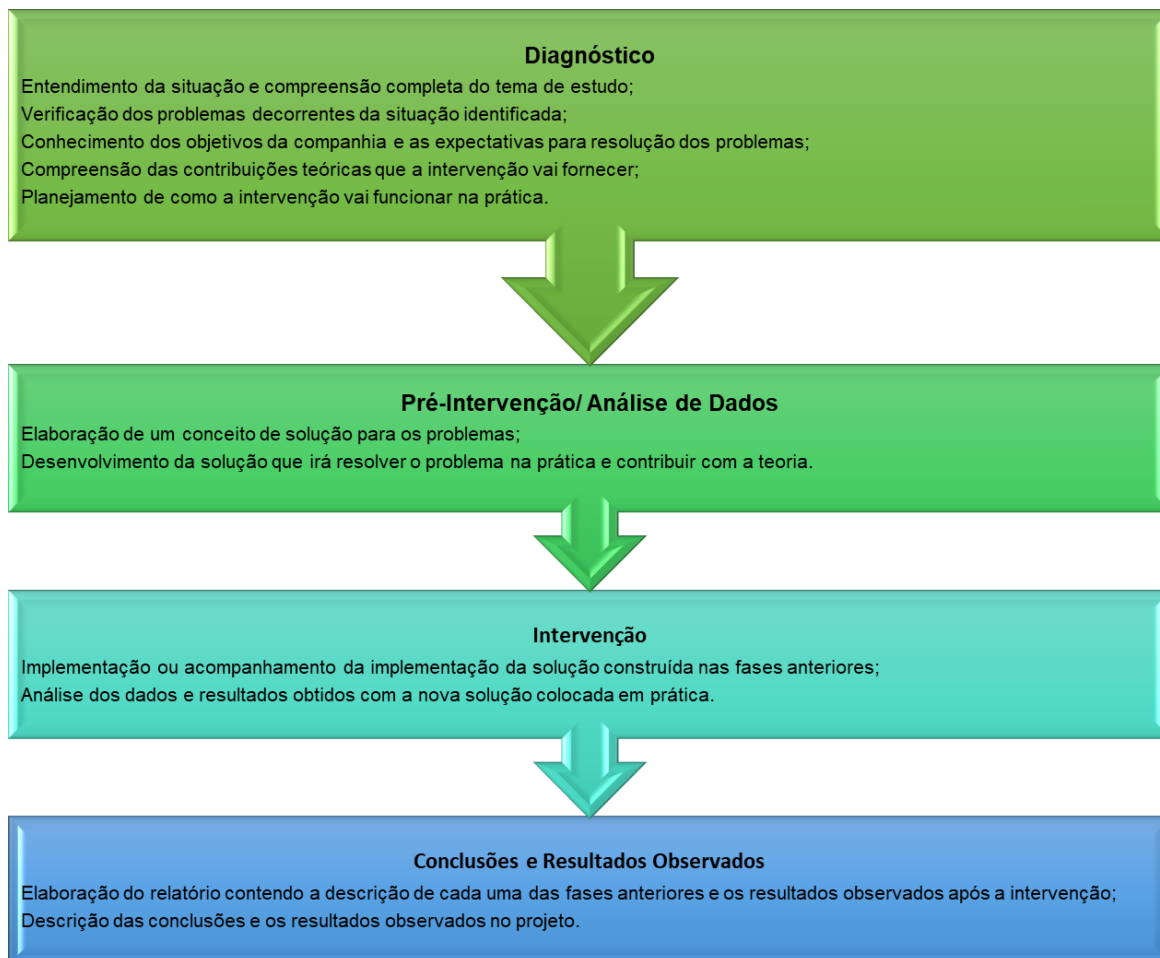 Diagnóstico
Entendimento da situação e compreensão completa do tema de estudo;
Verificação dos problemas decorrentes da situação identificada;
Conhecimento dos objetivos da companhia e as expectativas para resolução dos problemas;
Compreensão das contribuições teóricas que a intervenção vai fornecer;
Planejamento de como a intervenção vai funcionar na prática.
Pré-Intervenção/ Análise de Dados
Elaboração de um conceito de solução para os problemas;
Desenvolvimento da solução que irá resolver o problema na prática e contribuir com a teoria.
Intervenção
Implementação ou acompanhamento da implementação da solução construída nas fases anteriores;
Análise dos dados e resultados obtidos com a nova solução colocada em prática.
Conclusões e Resultados Observados
Elaboração do relatório contendo a descrição de cada uma das fases anteriores e os resultados observados após a intervenção;
Descrição das conclusões e os resultados observados no projeto.